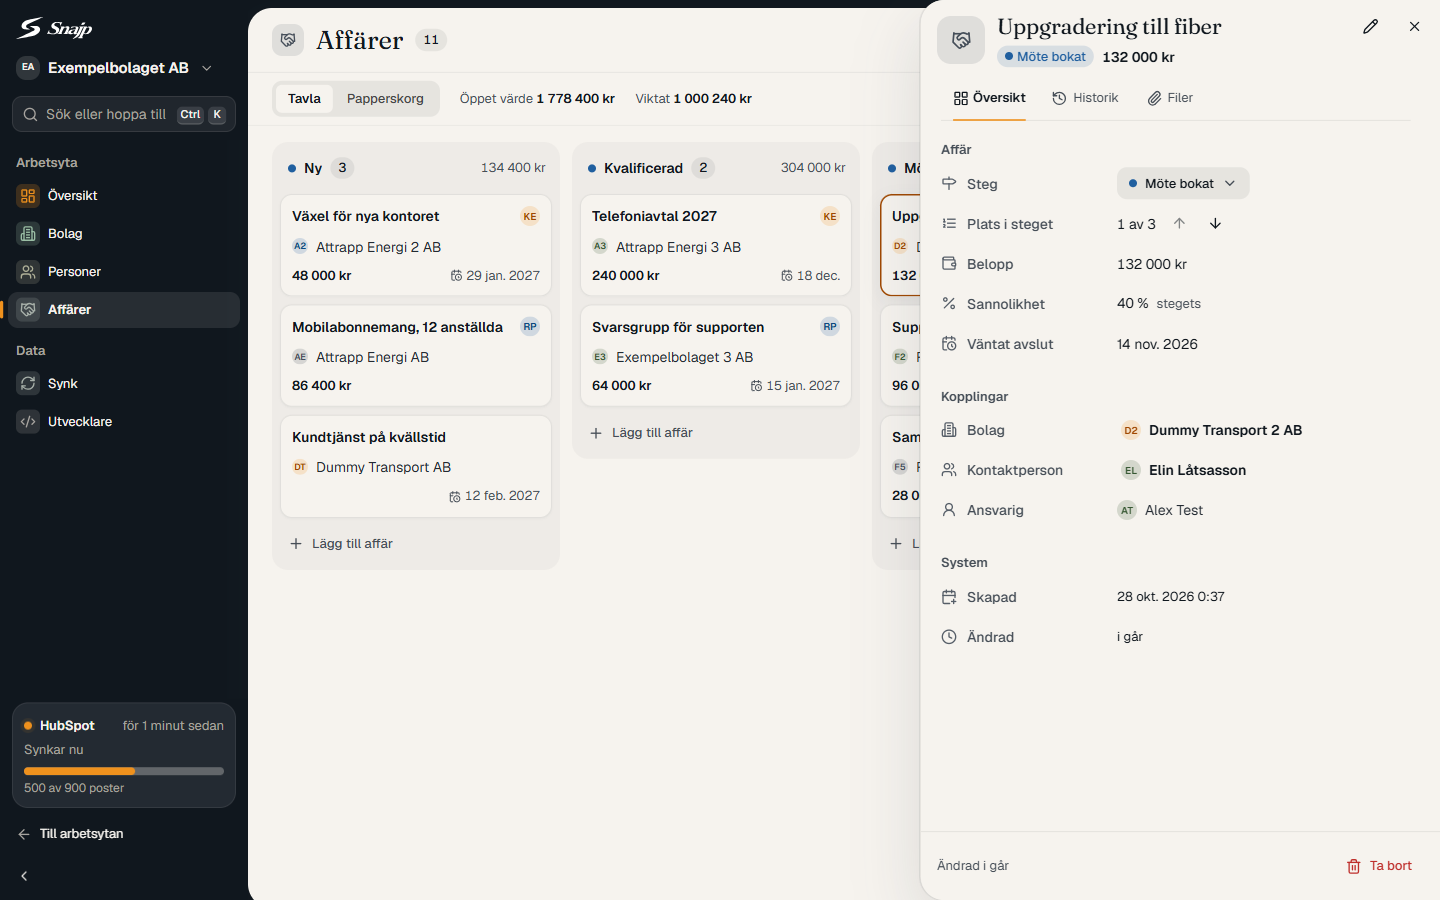 Snajp
EA Exempelbolaget AB
Sök eller hoppa till Ctrl K
Arbetsyta
Översikt
Bolag
Personer
Affärer
Data
Synk
Utvecklare
HubSpot för 1 minut sedan
Synkar nu
500 av 900 poster
Till arbetsytan
Affärer 11
Tavla Papperskorg Öppet värde 1 778 400 kr Viktat 1 000 240 kr
Ny 3 134 400 kr
Växel för nya kontoret KE
A2 Attrapp Energi 2 AB
48 000 kr 29 jan. 2027
Mobilabonnemang, 12 anställda RP
AE Attrapp Energi AB
86 400 kr
Kundtjänst på kvällstid
DT Dummy Transport AB
12 feb. 2027
Lägg till affär
Kvalificerad 2 304 000 kr
Telefoniavtal 2027 KE
A3 Attrapp Energi 3 AB
240 000 kr 18 dec.
Svarsgrupp för supporten RP
E3 Exempelbolaget 3 AB
64 000 kr 15 jan. 2027
Lägg till affär
D2
132
F2
96 0
F5
28 0
Uppgradering till fiber
Möte bokat 132 000 kr
Översikt Historik Filer
Affär
Steg Möte bokat
Plats i steget 1 av 3
Belopp 132 000 kr
Sannolikhet 40 % stegets
Väntat avslut 14 nov. 2026
Kopplingar
Bolag D2 Dummy Transport 2 AB
Kontaktperson EL Elin Låtsasson
Ansvarig AT Alex Test
System
Skapad 28 okt. 2026 0:37
Ändrad i går
Ändrad i går Ta bort